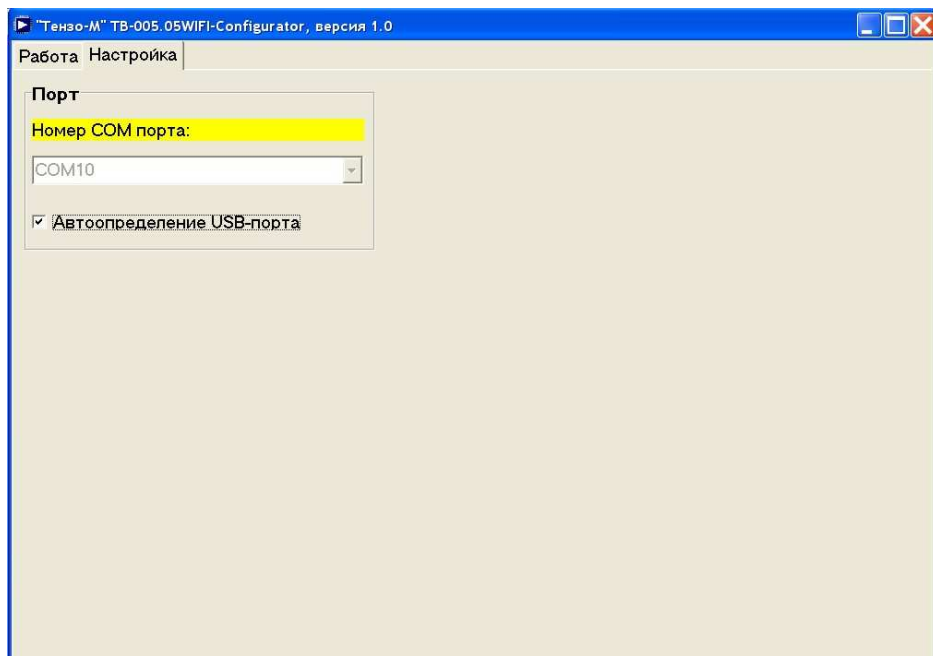 "Тензо-М" ТВ-005.05WIFI-Configurator, версия 1.0
Работа Настройка
Порт
Номер COM порта:
COM10
Автоопределение USB-порта